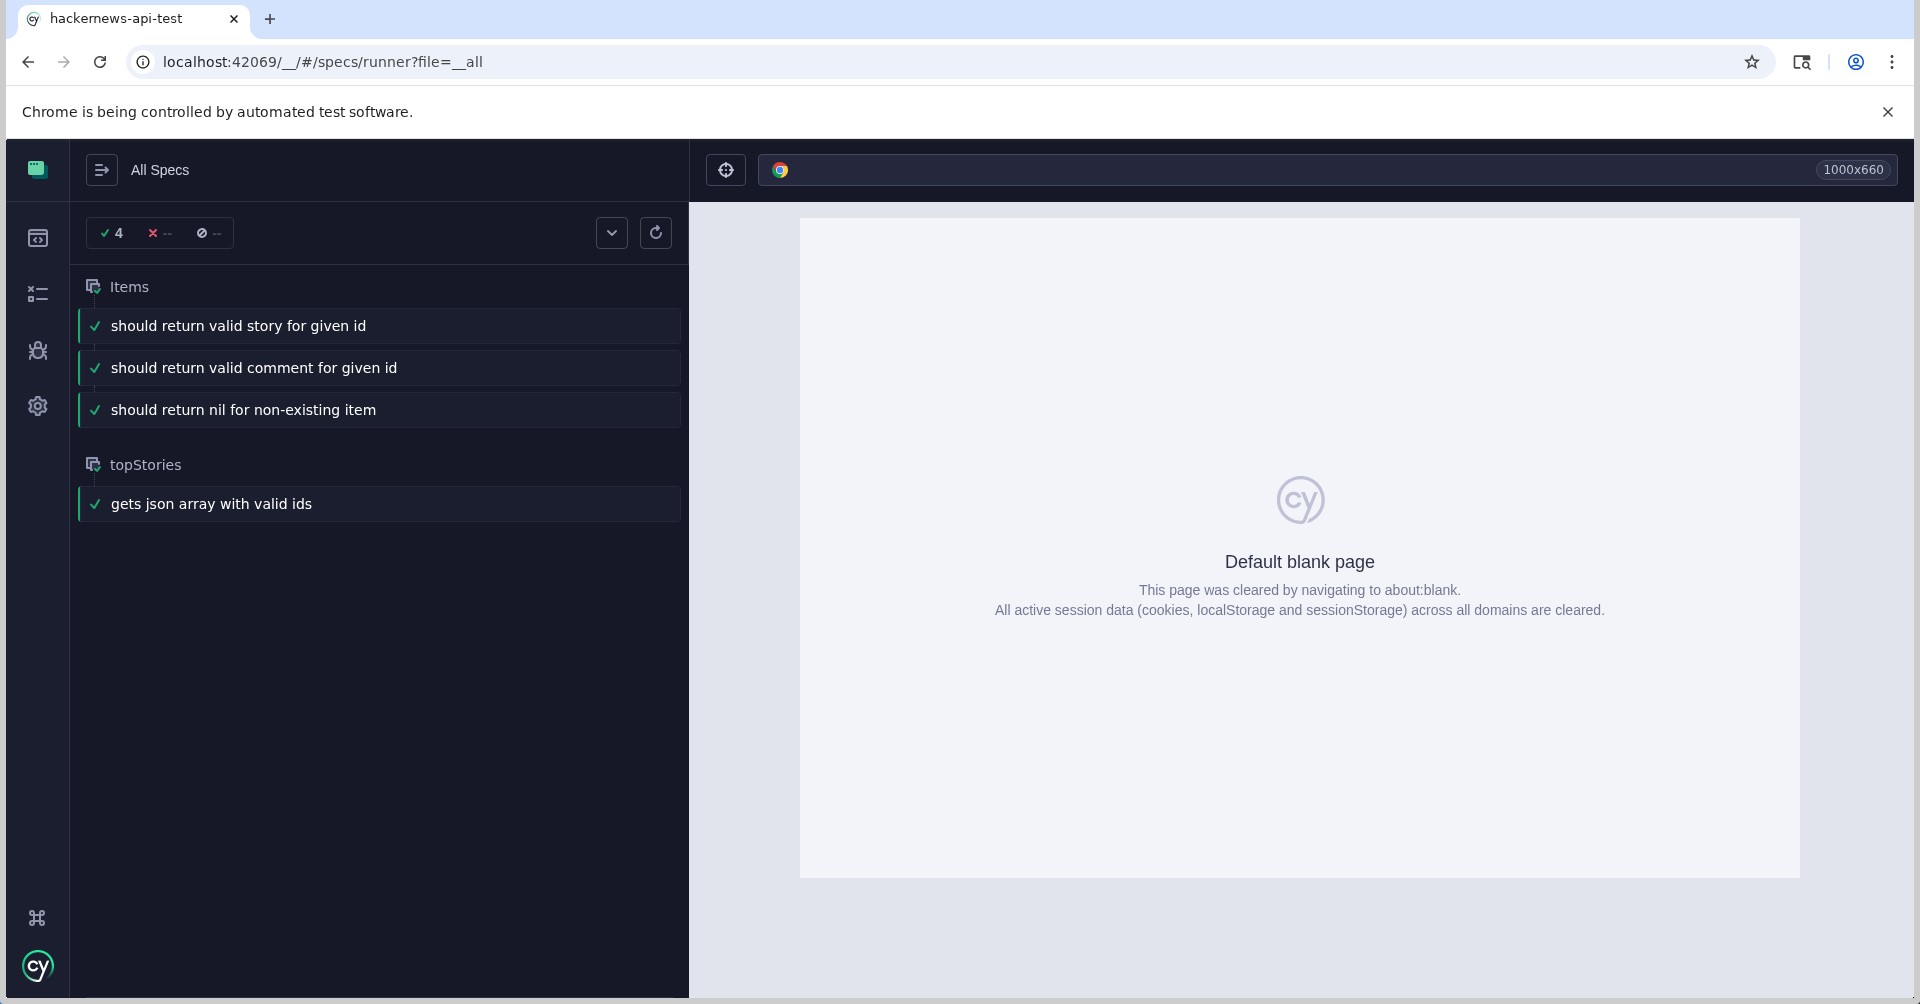 hackernews-api-test
localhost:42069/__/#/specs/runner?file=__all
Chrome is being controlled by automated test software.
All Specs
1000x660
4 -- --
Items
should return valid story for given id
should return valid comment for given id
should return nil for non-existing item
topStories
gets json array with valid ids
cy
Default blank page
This page was cleared by navigating to about:blank.
All active session data (cookies, localStorage and sessionStorage) across all domains are cleared.
cy